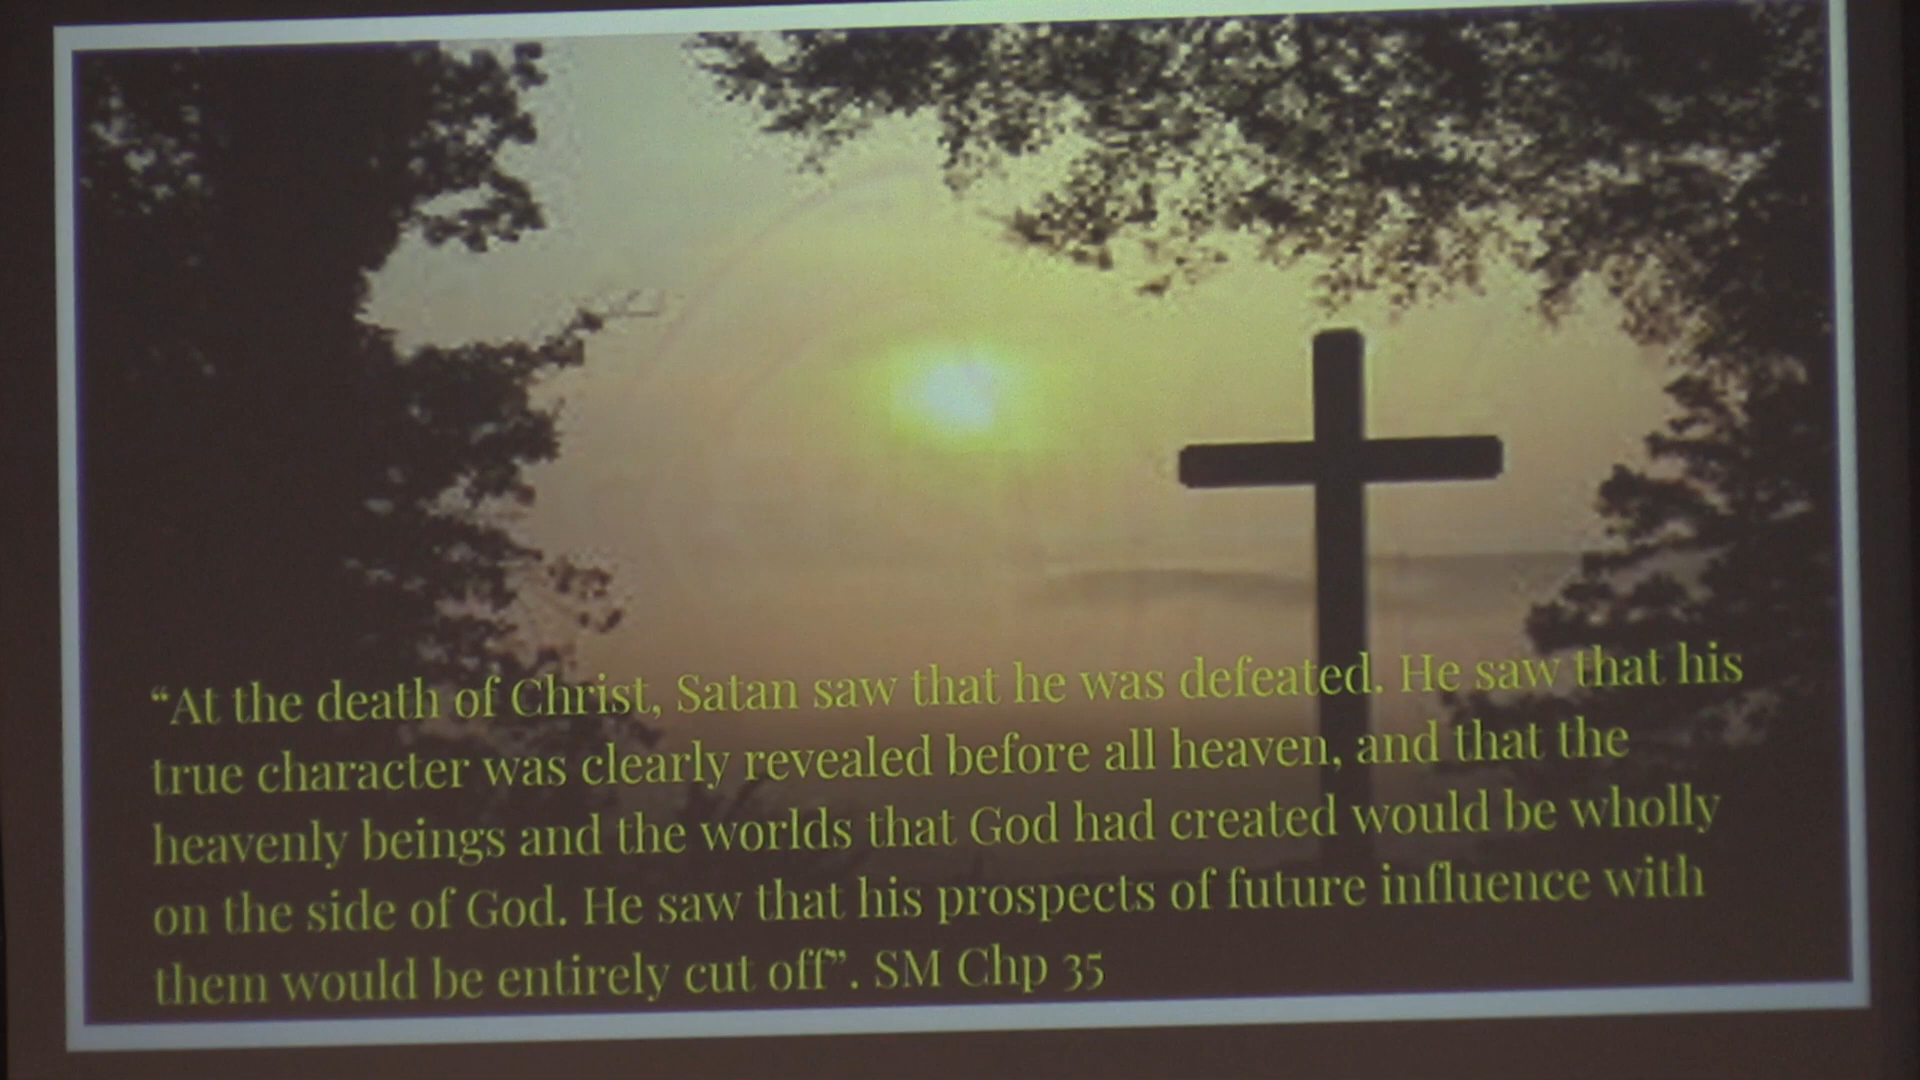 “At the death of Christ, Satan saw that he was defeated. He saw that his
true character was clearly revealed before all heaven, and that the
heavenly beings and the worlds that God had created would be wholly
on the side of God. He saw that his prospects of future influence with
them would be entirely cut off”. SM Chp 35